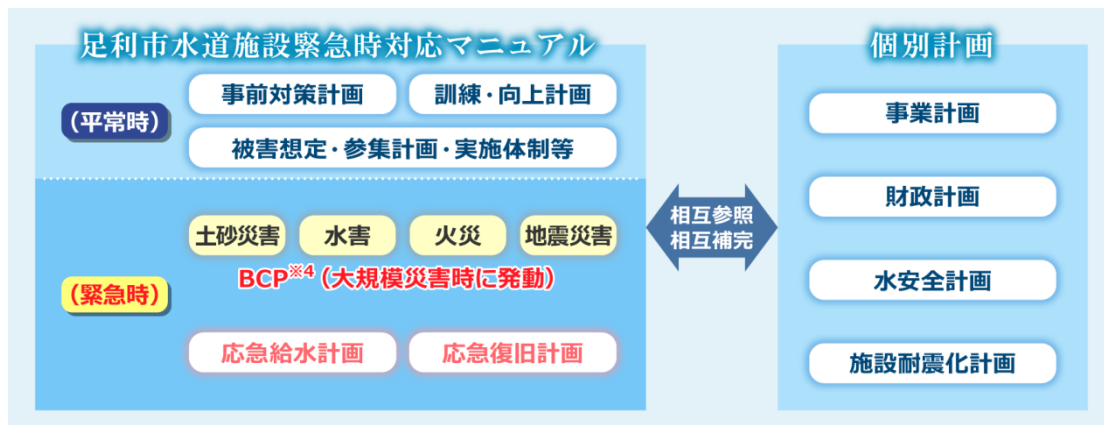 足利市水道施設緊急時対応マニュアル
(平常時)
事前対策計画
訓練・向上計画
被害想定・参集計画・実施体制等
(緊急時)
土砂災害
水害
火災
地震災害
BCP※4(大規模災害時に発動)
応急給水計画
応急復旧計画
相互参照
相互補完
個別計画
事業計画
財政計画
水安全計画
施設耐震化計画